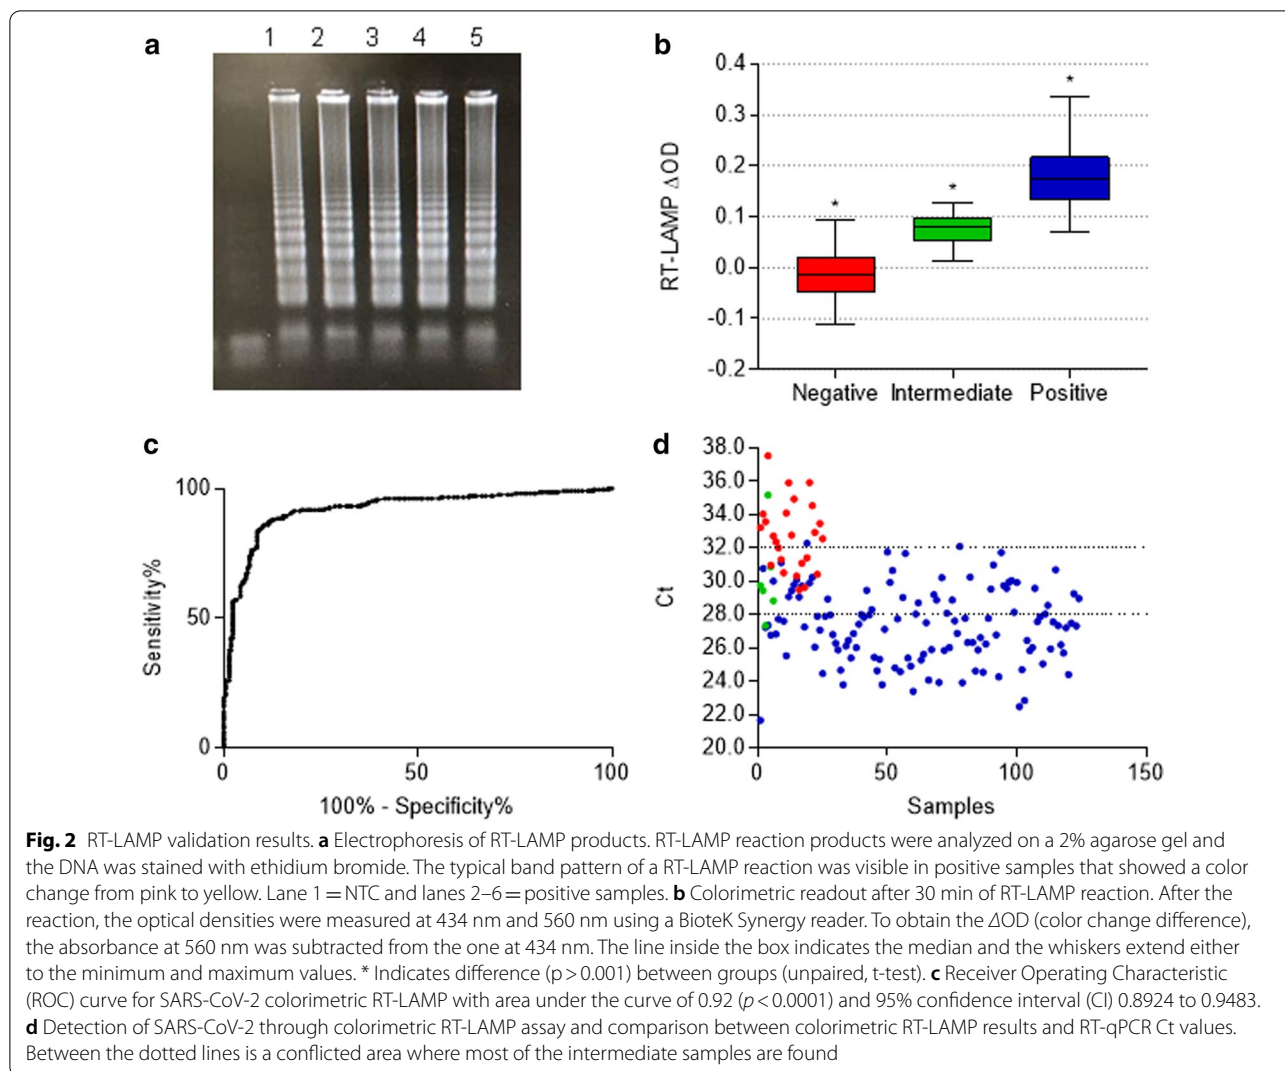 a
1 2 3 4 5
b
0.4
0.3
0.2
0.1
0.0
-0.1
-0.2
RT-LAMP ΔOD
*
*
*
Negative Intermediate Positive
c
100
50
0
Sensitivity%
0 50 100
100% - Specificity%
d
38.0
36.0
34.0
32.0
30.0
28.0
26.0
24.0
22.0
20.0
Ct
0 50 100 150
Samples
Fig. 2 RT-LAMP validation results. a Electrophoresis of RT-LAMP products. RT-LAMP reaction products were analyzed on a 2% agarose gel and
the DNA was stained with ethidium bromide. The typical band pattern of a RT-LAMP reaction was visible in positive samples that showed a color
change from pink to yellow. Lane 1 = NTC and lanes 2–6 = positive samples. b Colorimetric readout after 30 min of RT-LAMP reaction. After the
reaction, the optical densities were measured at 434 nm and 560 nm using a BioteK Synergy reader. To obtain the ΔOD (color change difference),
the absorbance at 560 nm was subtracted from the one at 434 nm. The line inside the box indicates the median and the whiskers extend either
to the minimum and maximum values. * Indicates difference (p > 0.001) between groups (unpaired, t-test). c Receiver Operating Characteristic
(ROC) curve for SARS-CoV-2 colorimetric RT-LAMP with area under the curve of 0.92 (p < 0.0001) and 95% confidence interval (CI) 0.8924 to 0.9483.
d Detection of SARS-CoV-2 through colorimetric RT-LAMP assay and comparison between colorimetric RT-LAMP results and RT-qPCR Ct values.
Between the dotted lines is a conflicted area where most of the intermediate samples are found